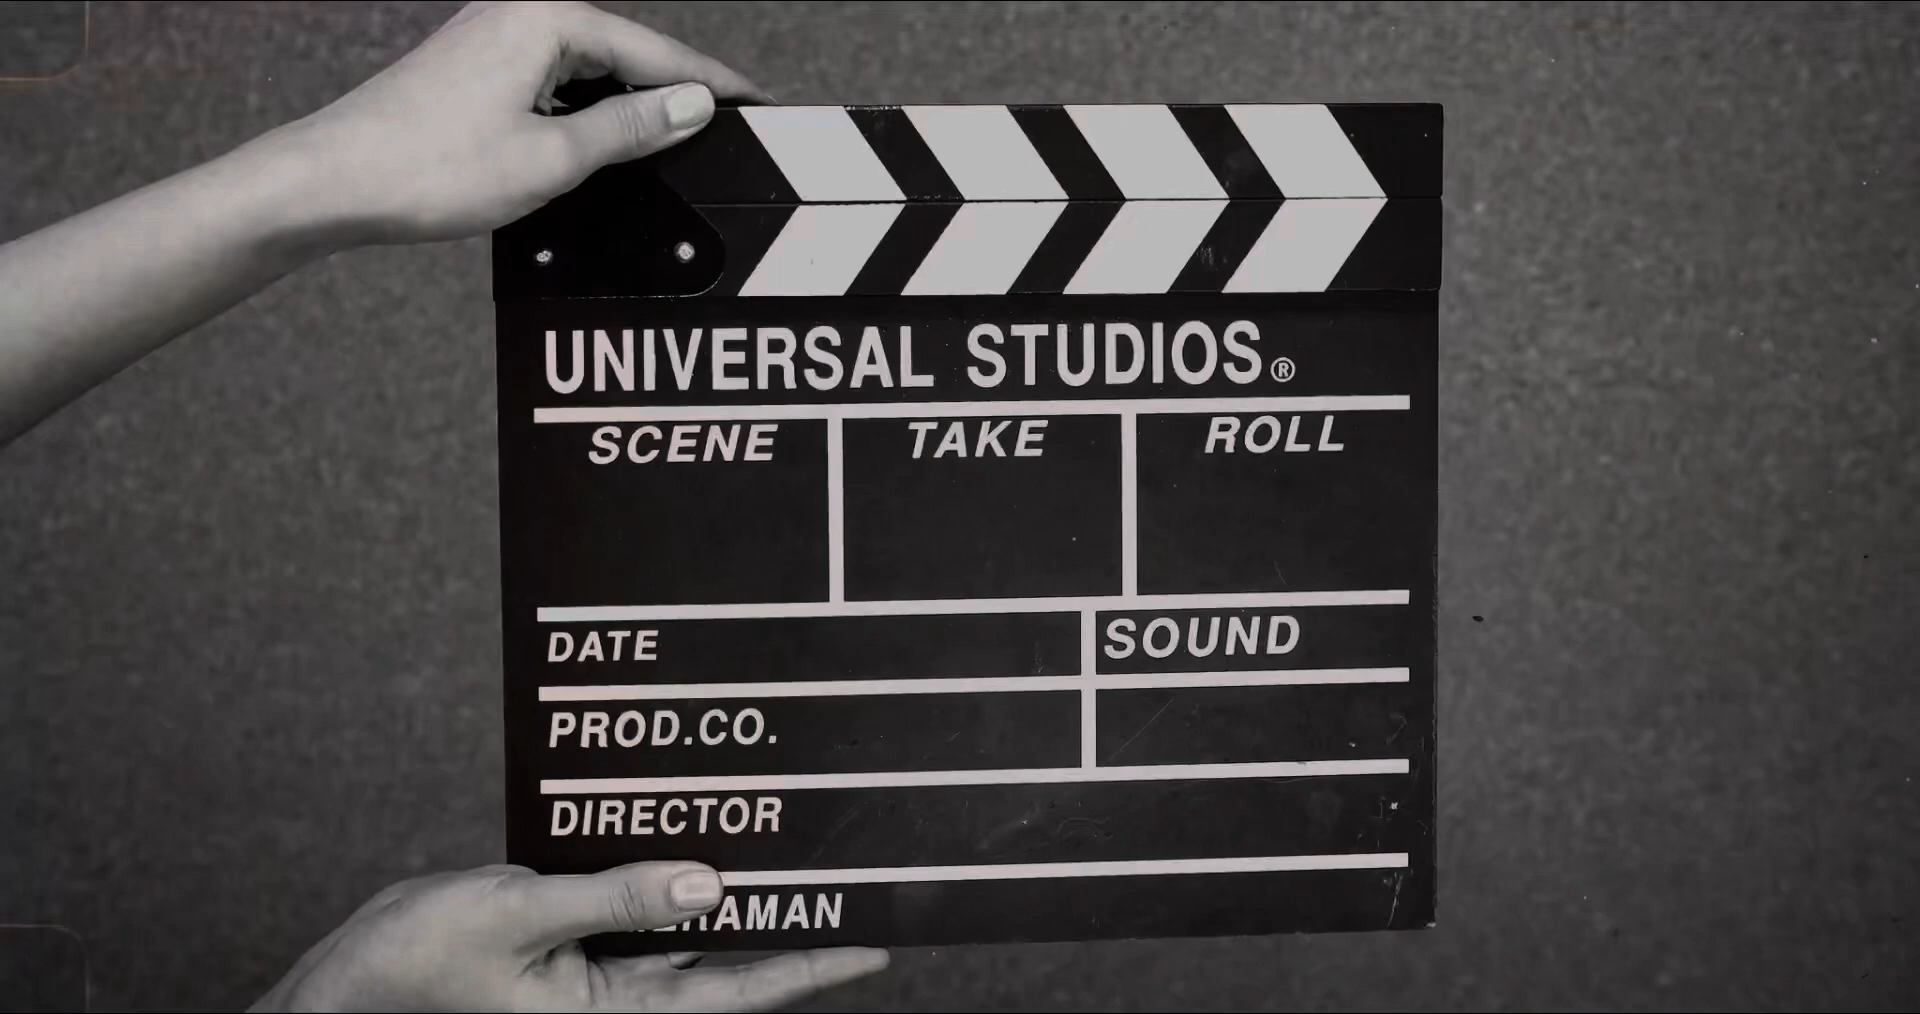 UNIVERSAL STUDIOS®
SCENE TAKE ROLL
DATE SOUND
PROD.CO.
DIRECTOR